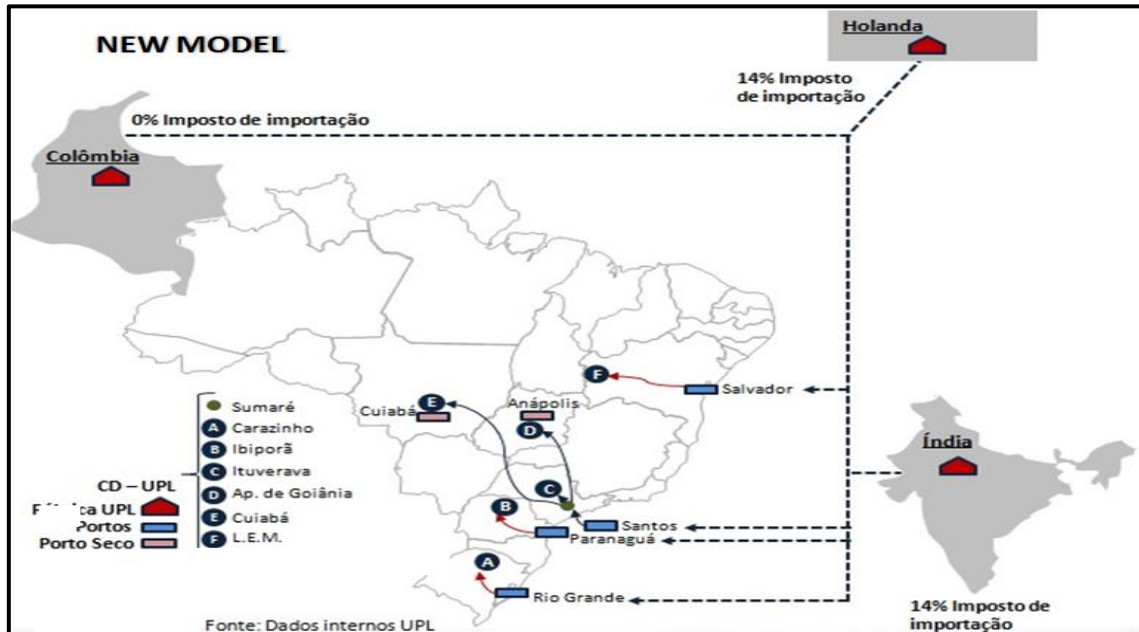 NEW MODEL
Holanda
14% Imposto
de importação
0% Imposto de importação
Colômbia
F
Salvador
E
Cuiabá
Anápolis
D
Sumaré
A Carazinho
B Ibiporã
C Ituverava
D Ap. de Goiânia
E Cuiabá
F L.E.M.
CD – UPL
UPL
Portos
Porto Seco
C
B
Santos
Paranaguá
A
Rio Grande
Índia
14% Imposto de
importação
Fonte: Dados internos UPL